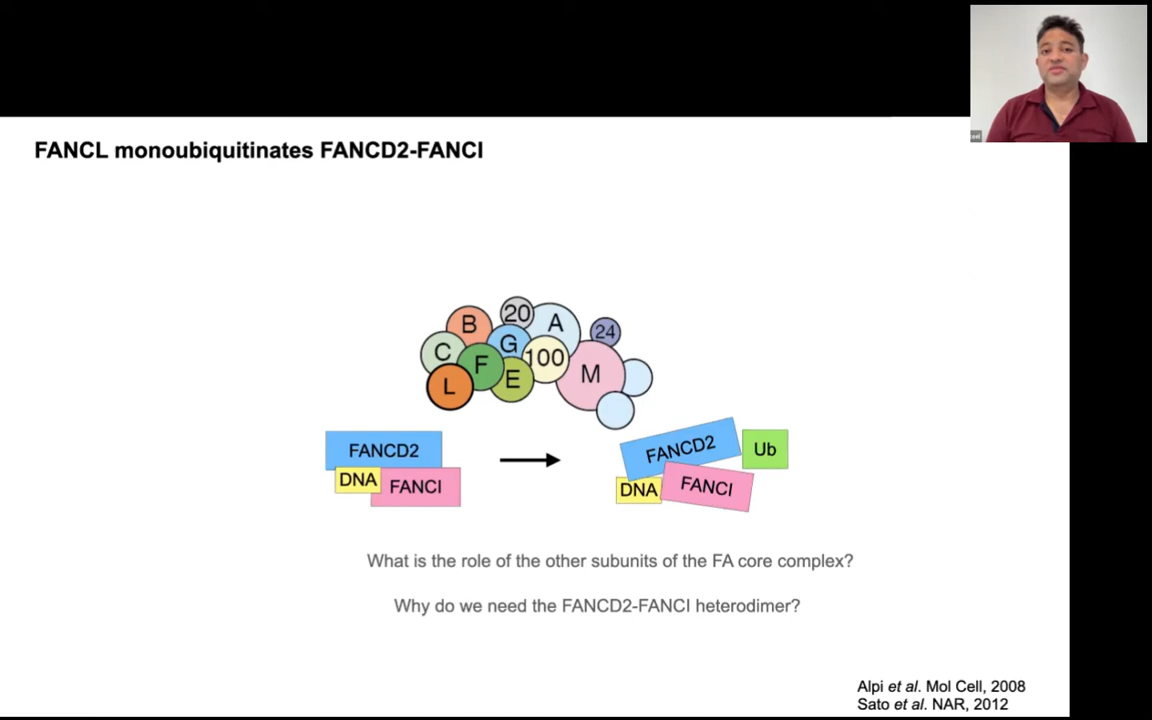 FANCL monoubiquitinates FANCD2-FANCI
B
20
A
24
C
G
F
100
M
L
E
FANCD2
DNA
FANCI
FANCD2
Ub
DNA
FANCI
What is the role of the other subunits of the FA core complex?
Why do we need the FANCD2-FANCI heterodimer?
Alpi et al. Mol Cell, 2008
Sato et al. NAR, 2012